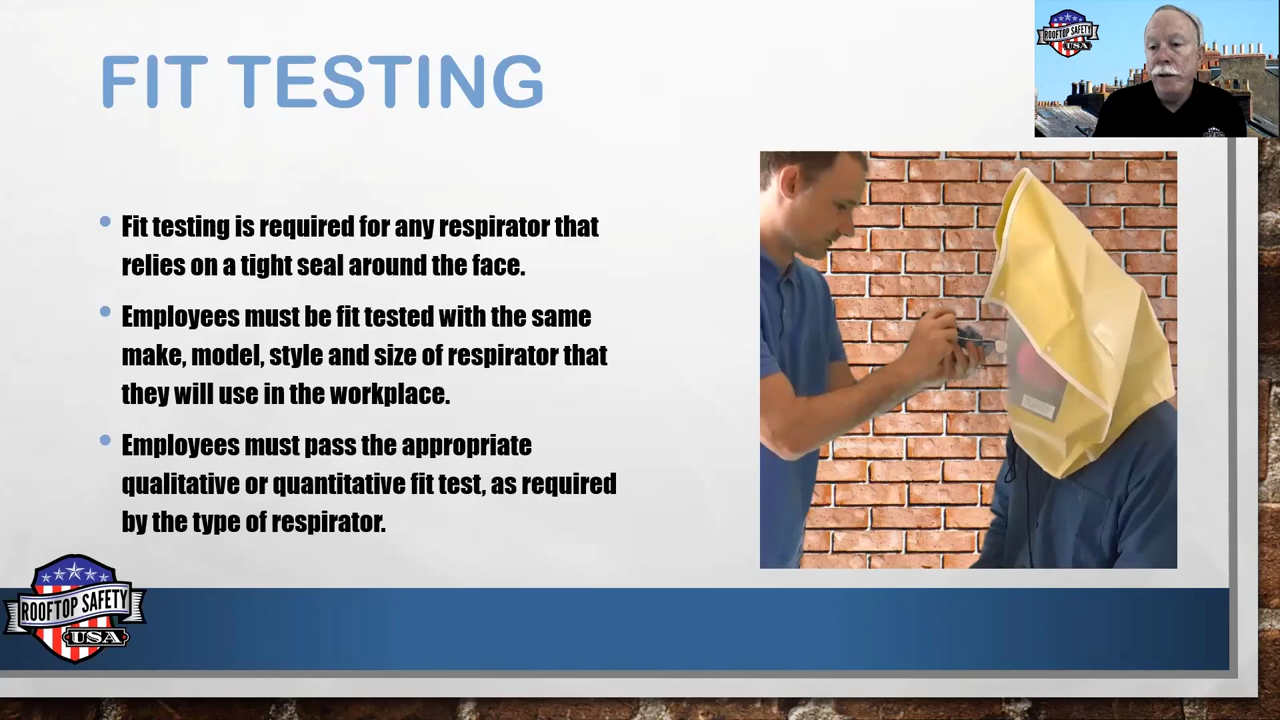 FIT TESTING
ROOFTOP SAFETY
USA
Fit testing is required for any respirator that
relies on a tight seal around the face.
Employees must be fit tested with the same
make, model, style and size of respirator that
they will use in the workplace.
Employees must pass the appropriate
qualitative or quantitative fit test, as required
by the type of respirator.
ROOFTOP SAFETY
USA